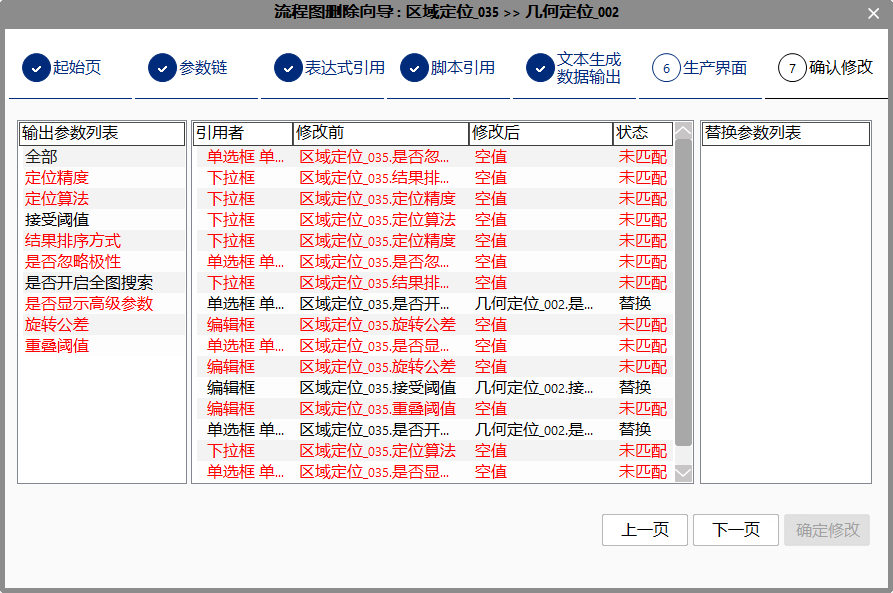 流程图删除向导 : 区域定位_035 >> 几何定位_002
起始页
参数链
表达式引用
脚本引用
文本生成
数据输出
6 生产界面
7 确认修改
输出参数列表
全部
定位精度
定位算法
接受阈值
结果排序方式
是否忽略极性
是否开启全图搜索
是否显示高级参数
旋转公差
重叠阈值
引用者 修改前 修改后 状态
单选框 单... 区域定位_035.是否忽... 空值 未匹配
下拉框 区域定位_035.结果排... 空值 未匹配
下拉框 区域定位_035.定位精度 空值 未匹配
下拉框 区域定位_035.定位算法 空值 未匹配
下拉框 区域定位_035.定位精度 空值 未匹配
单选框 单... 区域定位_035.是否忽... 空值 未匹配
下拉框 区域定位_035.结果排... 空值 未匹配
单选框 单... 区域定位_035.是否开... 几何定位_002.是... 替换
编辑框 区域定位_035.旋转公差 空值 未匹配
单选框 单... 区域定位_035.是否显... 空值 未匹配
编辑框 区域定位_035.旋转公差 空值 未匹配
编辑框 区域定位_035.接受阈值 几何定位_002.接... 替换
编辑框 区域定位_035.重叠阈值 空值 未匹配
单选框 单... 区域定位_035.是否开... 几何定位_002.是... 替换
下拉框 区域定位_035.定位算法 空值 未匹配
单选框 单... 区域定位_035.是否显... 空值 未匹配
替换参数列表
上一页
下一页
确定修改